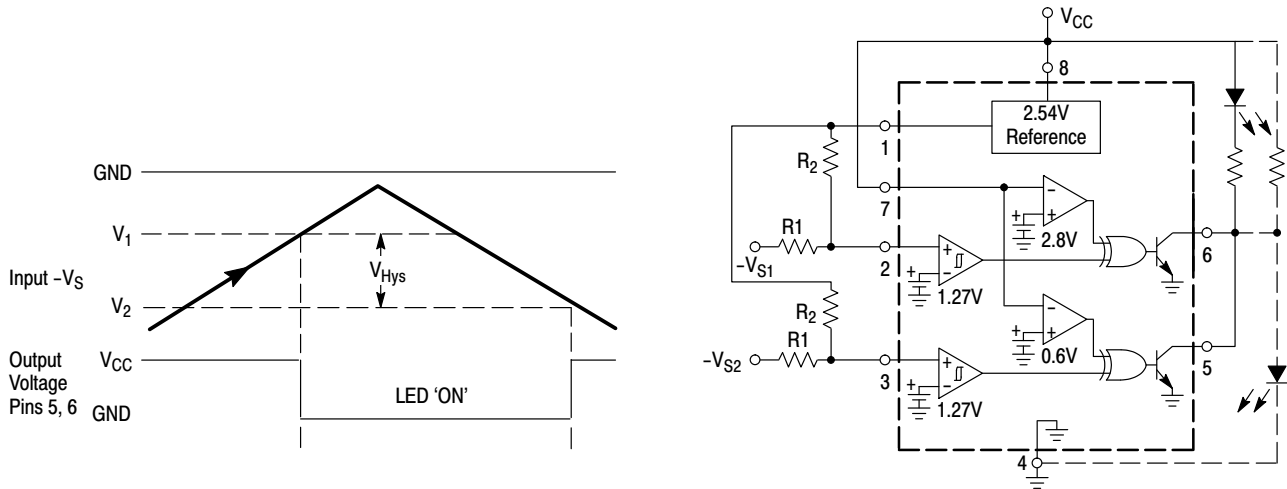 GND
V1
Input –VS
VHys
V2
Output
Voltage
Pins 5, 6
VCC
GND
LED ‘ON’
VCC
8
2.54V
Reference
1
R2
7
R1
–VS1
2
+
–
+
2.8V
6
+
+
–
1.27V
R2
R1
–VS2
3
–
+
+
0.6V
5
+
+
–
1.27V
4